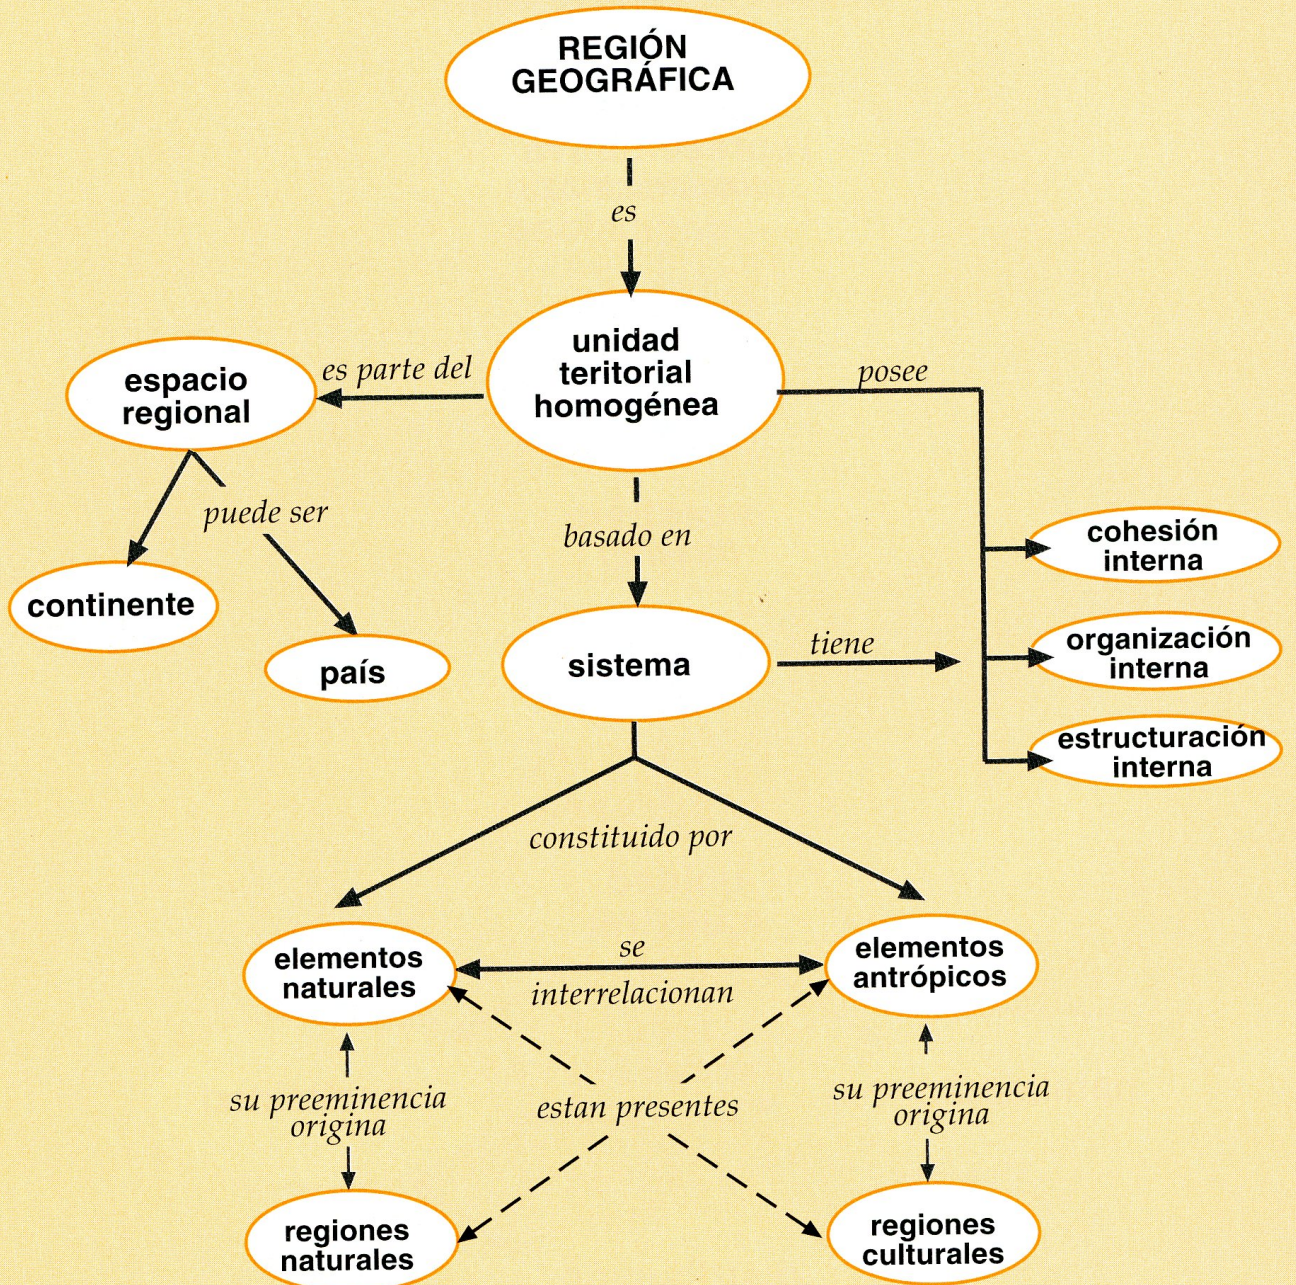 REGIÓN
GEOGRÁFICA
es
unidad
teritorial
homogénea
es parte del
espacio
regional
posee
puede ser
continente
país
basado en
cohesión
interna
organización
interna
estructuración
interna
sistema
tiene
constituido por
elementos
naturales
se
interrelacionan
elementos
antrópicos
su preeminencia
origina
estan presentes
su preeminencia
origina
regiones
naturales
regiones
culturales